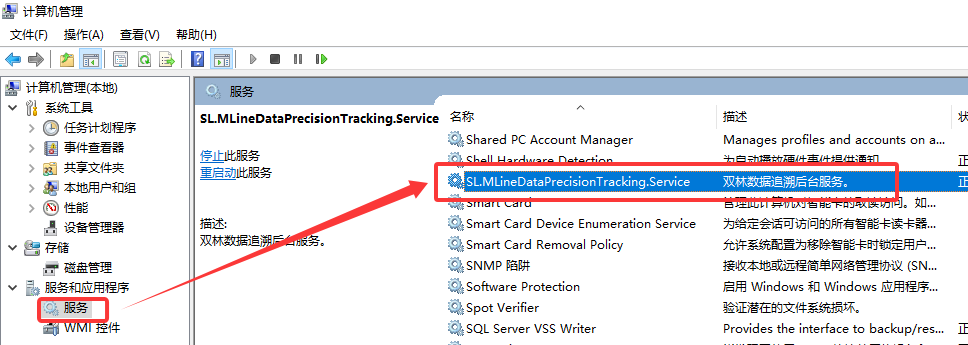 计算机管理
文件(F) 操作(A) 查看(V) 帮助(H)
计算机管理(本地)
系统工具
任务计划程序
事件查看器
共享文件夹
本地用户和组
性能
设备管理器
存储
磁盘管理
服务和应用程序
服务
WMI 控件
服务
SL.MLineDataPrecisionTracking.Service
停止此服务
重启动此服务
描述:
双林数据追溯后台服务。
名称 描述 状
Shared PC Account Manager Manages profiles and accounts on a...
Shell Hardware Detection 为自动播放硬件事件提供通知 正
SL.MLineDataPrecisionTracking.Service 双林数据追溯后台服务。 正
Smart Card 管理此计算机对智能卡的取读访问。如...
Smart Card Device Enumeration Service 为给定会话可访问的所有智能卡读卡器...
Smart Card Removal Policy 允许系统配置为移除智能卡时锁定用户...
SNMP 陷阱 接收本地或远程简单网络管理协议 (SN...
Software Protection 启用 Windows 和 Windows 应用程序...
Spot Verifier 验证潜在的文件系统损坏。
SQL Server VSS Writer Provides the interface to backup/res... 正